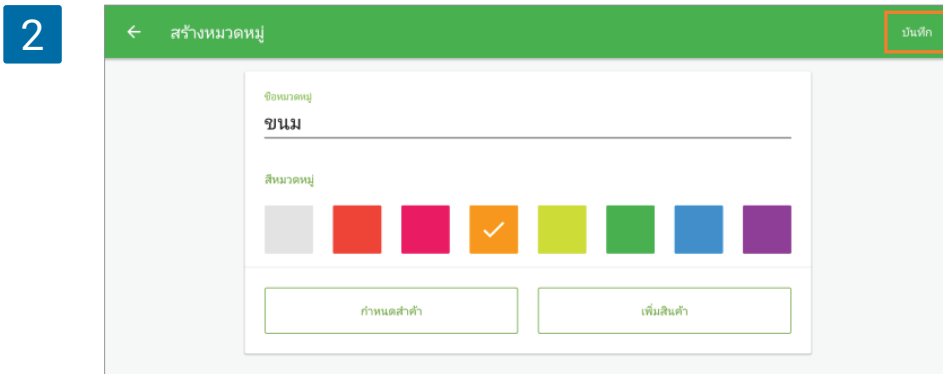 2
สร้างหมวดหมู่
บันทึก
ชื่อหมวดหมู่
ขนม
สีหมวดหมู่
กำหนดสำค้า
เพิ่มสินค้า